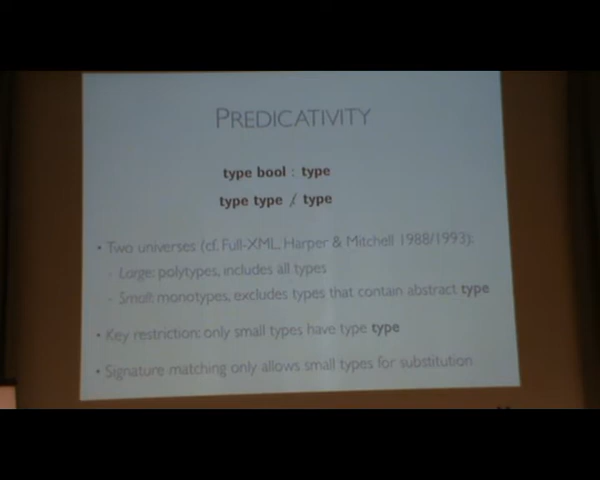 PREDICATIVITY
type bool : type
type type / type
• Two universes (cf. Full-XML, Harper & Mitchell 1988/1993):
- Large: polytypes, includes all types
- Small: monotypes, excludes types that contain abstract type
• Key restriction: only small types have type type
• Signature matching only allows small types for substitution